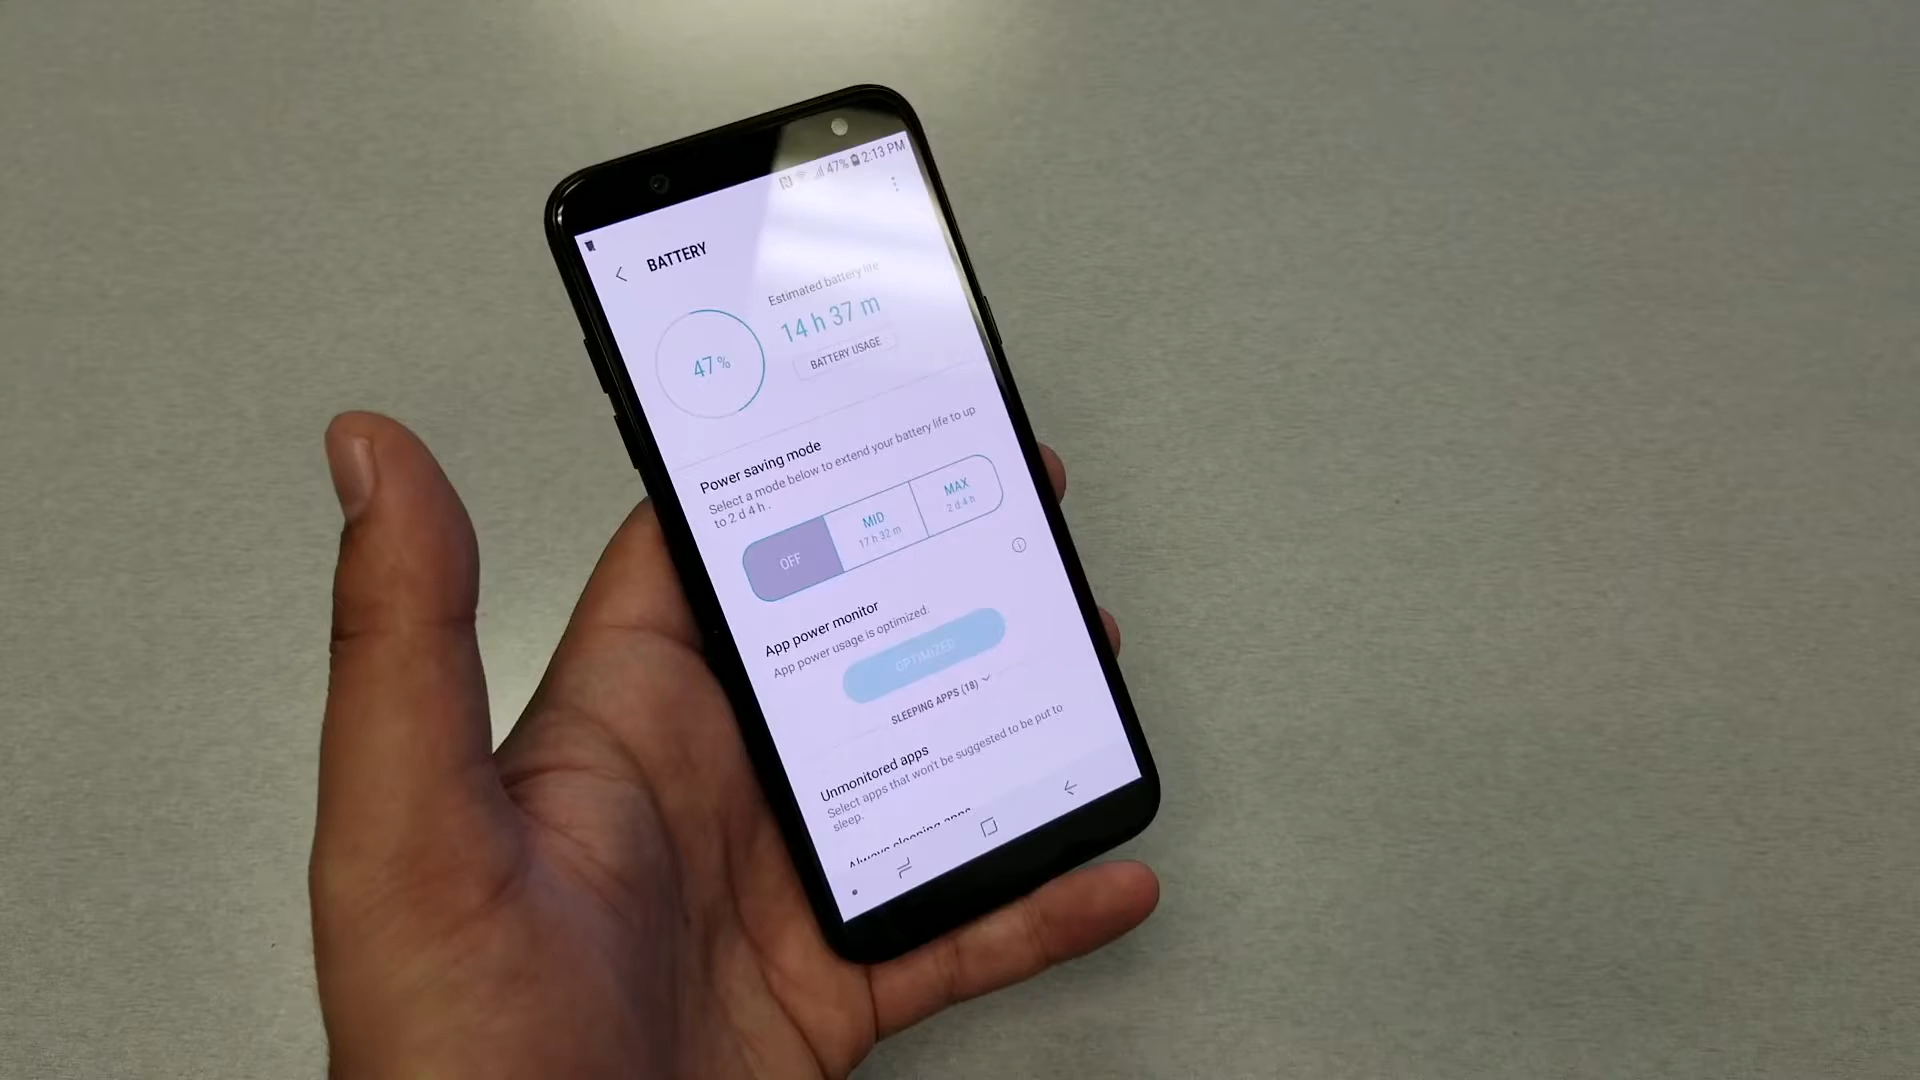 47% 2:13 PM
BATTERY
Estimated battery life
14 h 37 m
47%
BATTERY USAGE
Power saving mode
Select a mode below to extend your battery life to up
to 2 d 4 h .
OFF
MID
17 h 32 m
MAX
2 d 4 h
App power monitor
App power usage is optimized.
OPTIMIZED
SLEEPING APPS (18)
Unmonitored apps
Select apps that won't be suggested to be put to
sleep.
Always sleeping apps